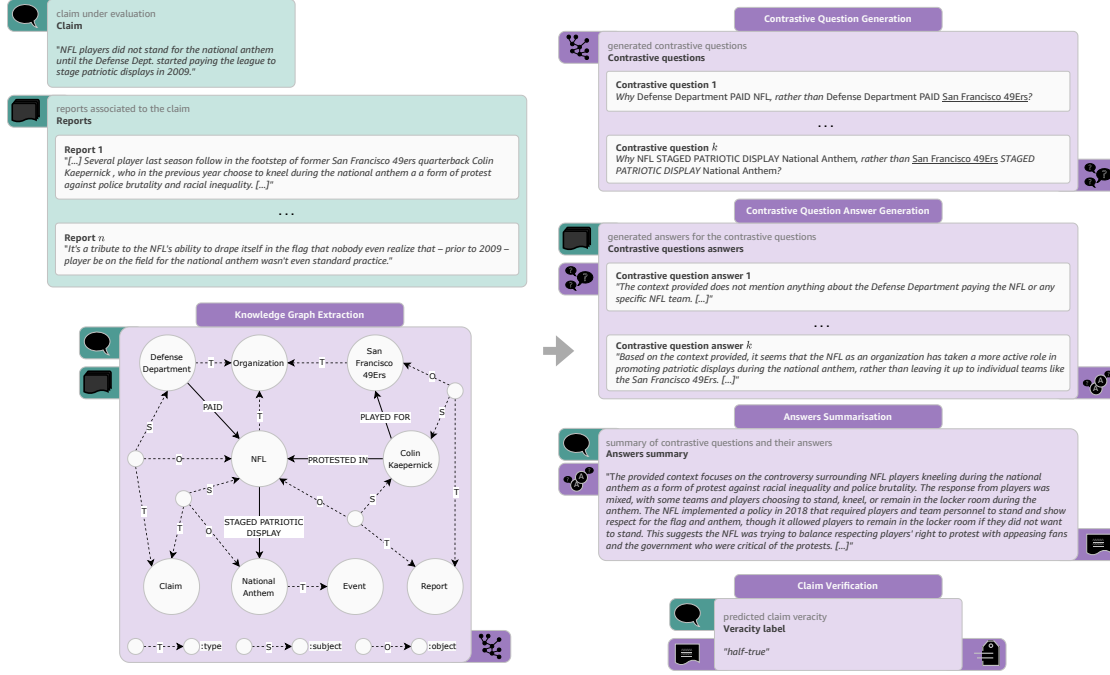 claim under evaluation
Claim
"NFL players did not stand for the national anthem
until the Defense Dept. started paying the league to
stage patriotic displays in 2009."
reports associated to the claim
Reports
Report 1
"[...] Several player last season follow in the footstep of former San Francisco 49ers quarterback Colin
Kaepernick , who in the previous year choose to kneel during the national anthem a a form of protest
against police brutality and racial inequality. [...]"
...
Report n
"It's a tribute to the NFL's ability to drape itself in the flag that nobody even realize that – prior to 2009 –
player be on the field for the national anthem wasn't even standard practice."
Knowledge Graph Extraction
Defense
Department
T
Organization
T
San
Francisco
49Ers
O
PAID
T
PLAYED FOR
S
S
O
NFL
PROTESTED IN
Colin
Kaepernick
S
O
S
T
T
T
O
STAGED PATRIOTIC
DISPLAY
T
Claim
National
Anthem
T
Event
Report
T
:type
S
:subject
O
:object
Contrastive Question Generation
generated contrastive questions
Contrastive questions
Contrastive question 1
Why Defense Department PAID NFL, rather than Defense Department PAID San Francisco 49Ers?
...
Contrastive question k
Why NFL STAGED PATRIOTIC DISPLAY National Anthem, rather than San Francisco 49Ers STAGED
PATRIOTIC DISPLAY National Anthem?
Contrastive Question Answer Generation
generated answers for the contrastive questions
Contrastive questions asnwers
Contrastive question answer 1
"The context provided does not mention anything about the Defense Department paying the NFL or any
specific NFL team. [...]"
...
Contrastive question answer k
"Based on the context provided, it seems that the NFL as an organization has taken a more active role in
promoting patriotic displays during the national anthem, rather than leaving it up to individual teams like
the San Francisco 49Ers. [...]"
Answers Summarisation
summary of contrastive questions and their answers
Answers summary
"The provided context focuses on the controversy surrounding NFL players kneeling during the national
anthem as a form of protest against racial inequality and police brutality. The response from players was
mixed, with some teams and players choosing to stand, kneel, or remain in the locker room during the
anthem. The NFL implemented a policy in 2018 that required players and team personnel to stand and show
respect for the flag and anthem, though it allowed players to remain in the locker room if they did not want
to stand. This suggests the NFL was trying to balance respecting players' right to protest with appeasing fans
and the government who were critical of the protests. [...]"
Claim Verification
predicted claim veracity
Veracity label
"half-true"